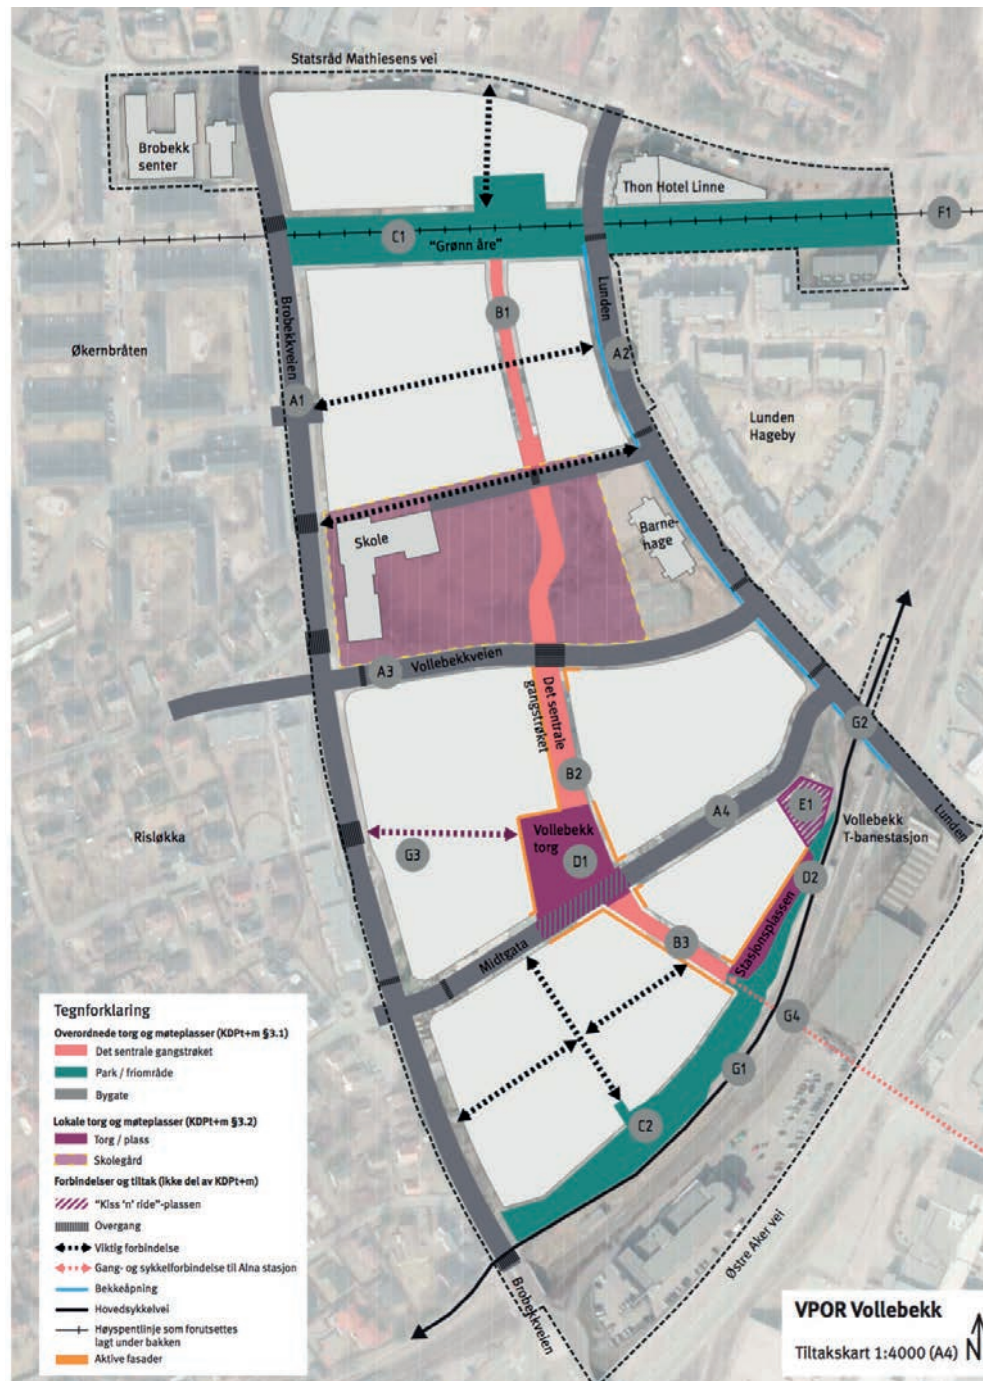 Statsråd Mathiesens vei
Brobekk
senter
Thon Hotel Linne
F1
C1
"Grønn åre"
Brobekkveien
Lunden
B1
Økernbråten
A2
A1
Lunden
Hageby
Skole
Barne-
hage
A3
Vollebekkveien
Det sentrale
gangstrøket
G2
B2
E1
A4
Lunden
Risløkka
Vollebekk
torg
Vollebekk
T-banestasjon
G3
D1
D2
Stasjonsplassen
B3
Midtgata
G4
G1
C2
Østre Aker vei
Brobekkveien
Tegnforklaring
Overordnede torg og møteplasser (KDPt+m §3.1)
Det sentrale gangstrøket
Park / friområde
Bygate
Lokale torg og møteplasser (KDPt+m §3.2)
Torg / plass
Skolegård
Forbindelser og tiltak (ikke del av KDPt+m)
"Kiss 'n' ride"-plassen
Overgang
Viktig forbindelse
Gang- og sykkelforbindelse til Alna stasjon
Bekkeåpning
Hovedsykkelvei
Høyspentlinje som forutsettes
lagt under bakken
Aktive fasader
VPOR Vollebekk
Tiltakskart 1:4000 (A4)
N